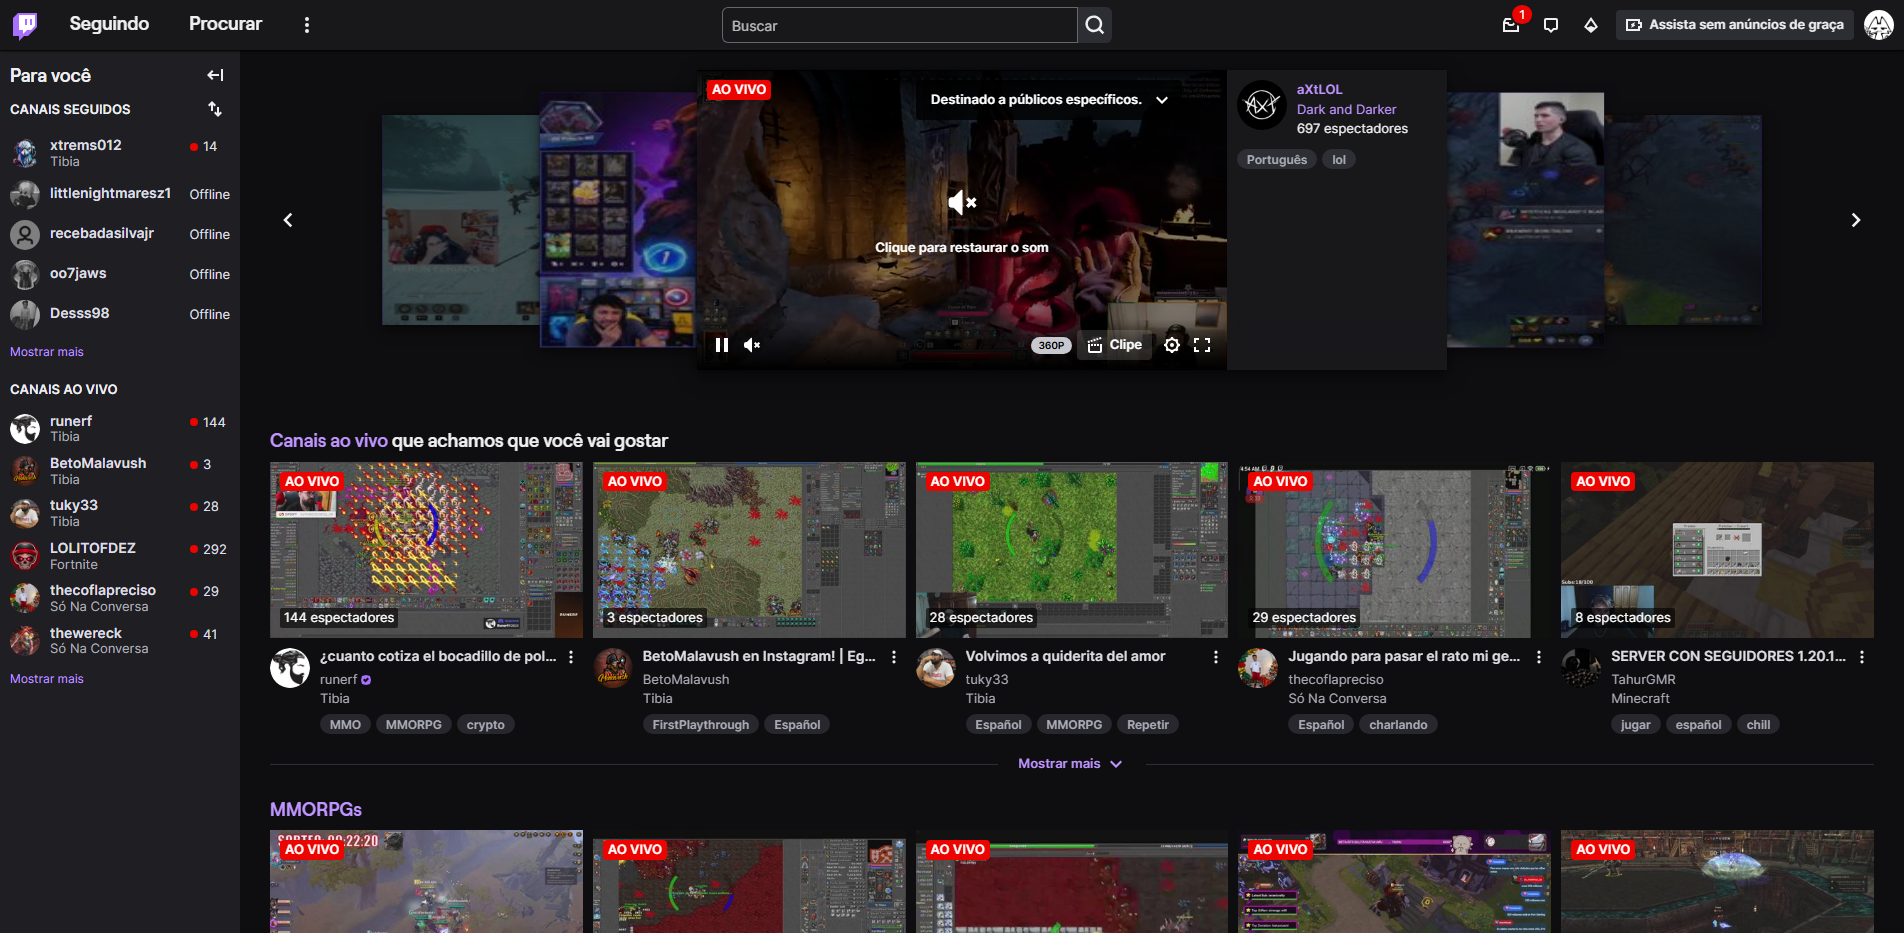 Seguindo
Procurar
Buscar
1
Assista sem anúncios de graça
Para você
CANAIS SEGUIDOS
xtrems012
14
Tibia
littlenightmaresz1
Offline
recebadasilvajr
Offline
oo7jaws
Offline
Desss98
Offline
Mostrar mais
CANAIS AO VIVO
runerf
144
Tibia
BetoMalavush
3
Tibia
tuky33
28
Tibia
LOLITOFDEZ
292
Fortnite
thecoflapreciso
29
Só Na Conversa
thewereck
41
Só Na Conversa
Mostrar mais
AO VIVO
Destinado a públicos específicos.
Clique para restaurar o som
360P
Clipe
aXtLOL
Dark and Darker
697 espectadores
Português
lol
Canais ao vivo que achamos que você vai gostar
AO VIVO
144 espectadores
¿cuanto cotiza el bocadillo de pol...
runerf
Tibia
MMO
MMORPG
crypto
AO VIVO
3 espectadores
BetoMalavush en Instagram! | Eg...
BetoMalavush
Tibia
FirstPlaythrough
Español
AO VIVO
28 espectadores
Volvimos a quiderita del amor
tuky33
Tibia
Español
MMORPG
Repetir
4:54 AM
AO VIVO
29 espectadores
Jugando para pasar el rato mi ge...
thecoflapreciso
Só Na Conversa
Español
charlando
AO VIVO
Subs: 18/100
8 espectadores
SERVER CON SEGUIDORES 1.20.1...
TahurGMR
Minecraft
jugar
español
chill
Mostrar mais
MMORPGs
AO VIVO
AO VIVO
AO VIVO
AO VIVO
AO VIVO